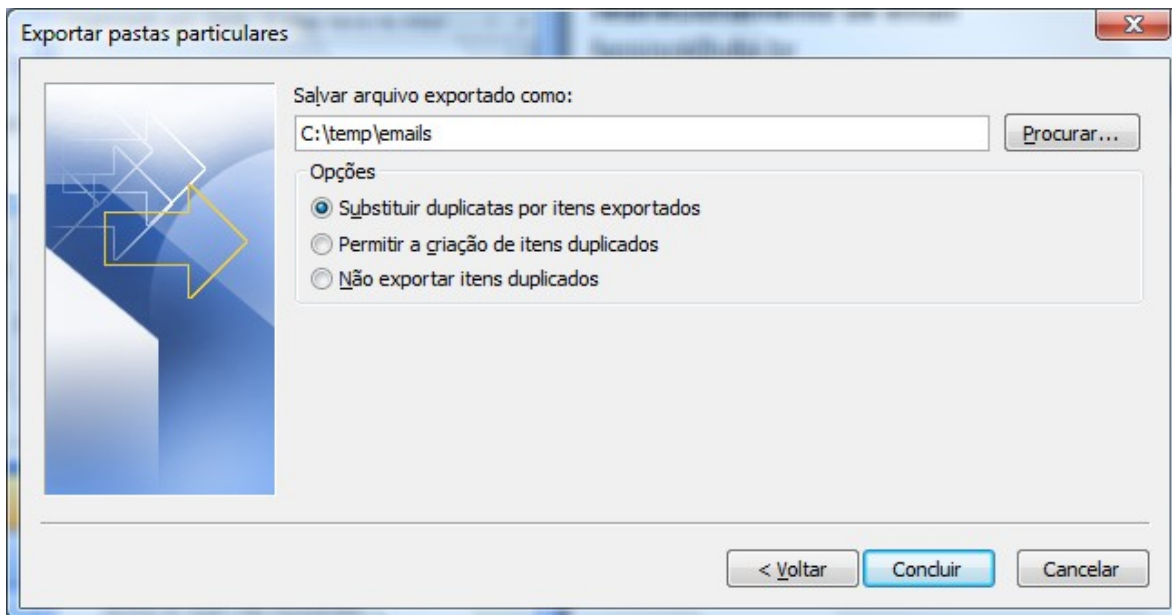 Exportar pastas particulares
Salvar arquivo exportado como:
C:\temp\emails
Procurar...
Opções
Substituir duplicatas por itens exportados
Permitir a criação de itens duplicados
Não exportar itens duplicados
< Voltar
Concluir
Cancelar